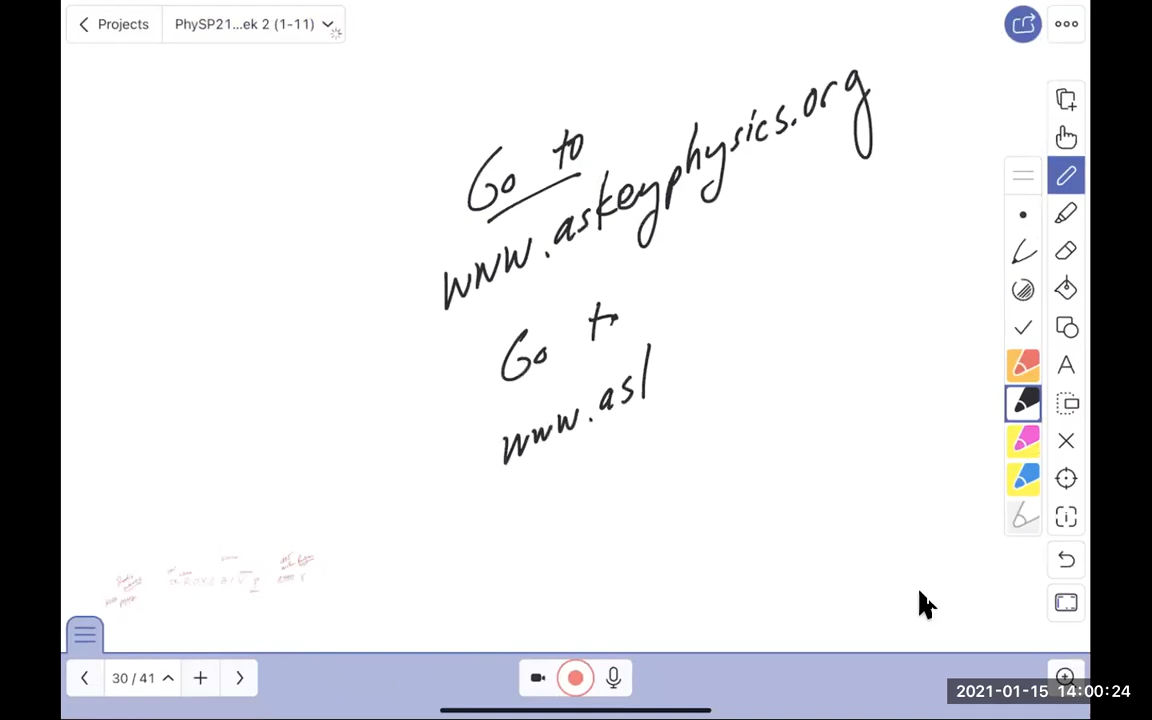 Projects
PhySP21...ek 2 (1-11)
Go to
www.askeyphysics.org
Go to
www.asl
A
30 / 41
2021-01-15 14:00:24